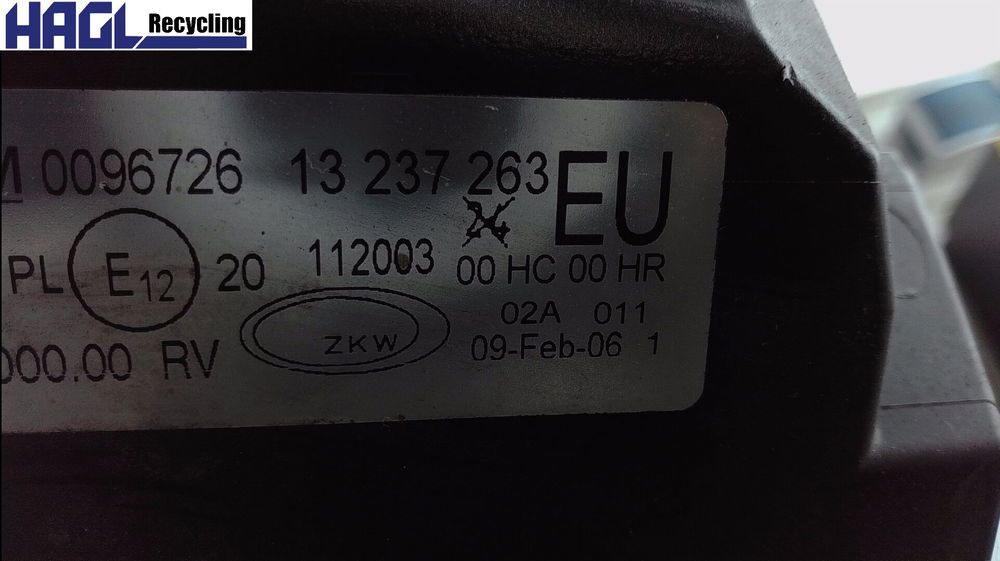 HAGL Recycling
M 0096726 13 237 263 EU
PL E12 20 112003 00 HC 00 HR
02A 011
000.00 RV ZKW 09-Feb-06 1